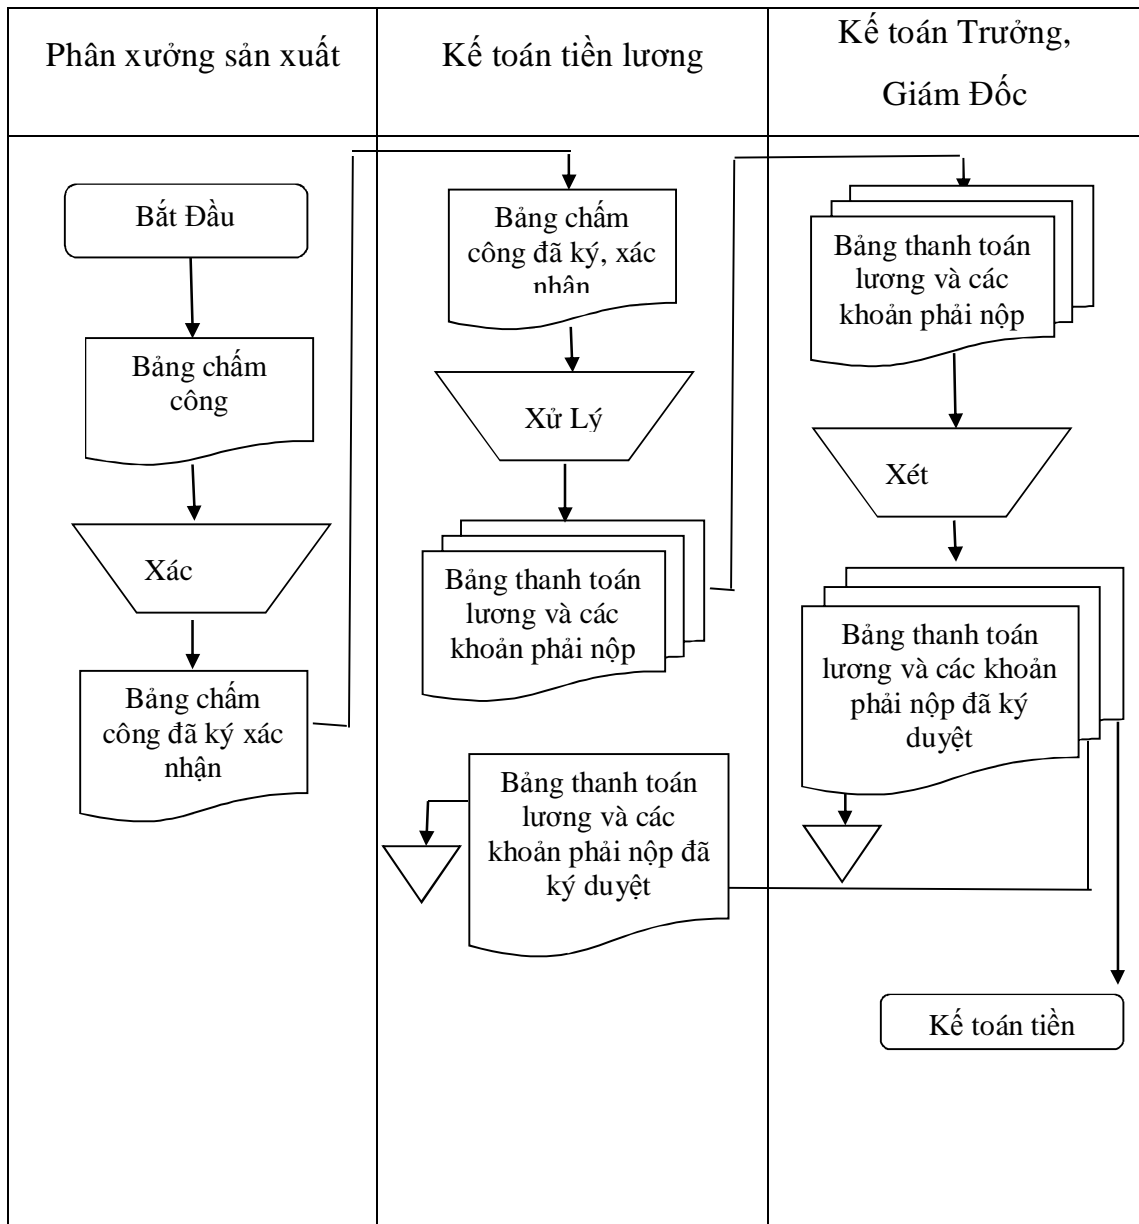 Phân xưởng sản xuất
Kế toán tiền lương
Kế toán Trưởng,
Giám Đốc
Bắt Đầu
Bảng chấm
công
Xác
Bảng chấm
công đã ký xác
nhận
Bảng chấm
công đã ký, xác
nhận
Xử Lý
Bảng thanh toán
lương và các
khoản phải nộp
Bảng thanh toán
lương và các
khoản phải nộp đã
ký duyệt
Bảng thanh toán
lương và các
khoản phải nộp
Xét
Bảng thanh toán
lương và các khoản
phải nộp đã ký
duyệt
Kế toán tiền